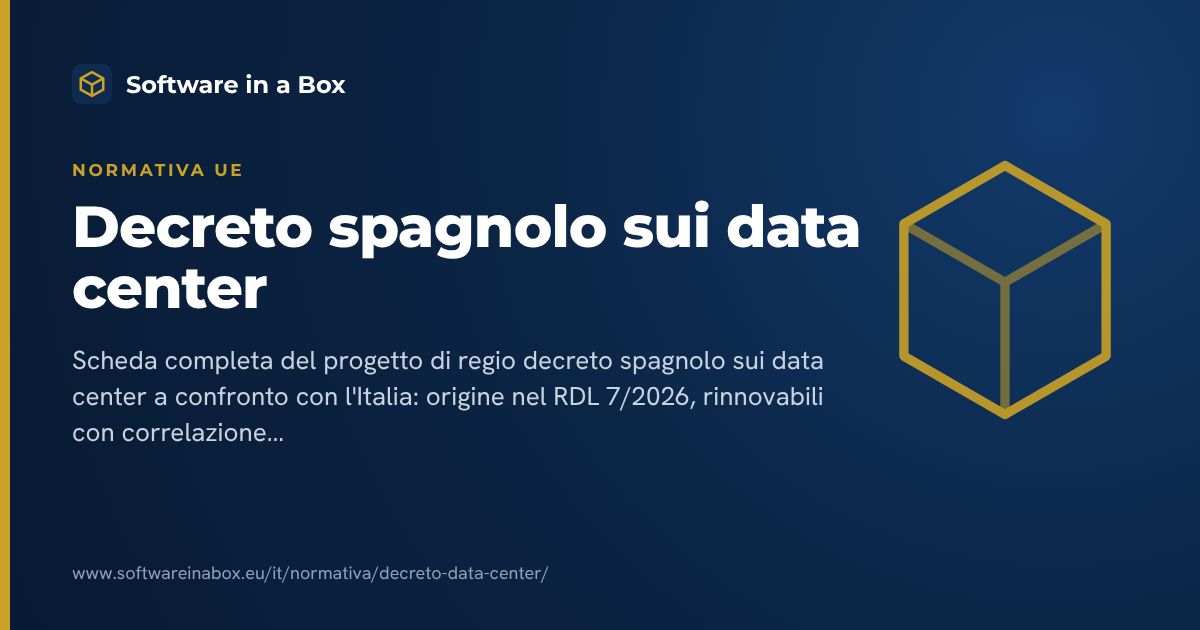 Software in a Box
NORMATIVA UE
Decreto spagnolo sui data
center
Scheda completa del progetto di regio decreto spagnolo sui data
center a confronto con l'Italia: origine nel RDL 7/2026, rinnovabili
con correlazione…
www.softwareinabox.eu/it/normativa/decreto-data-center/